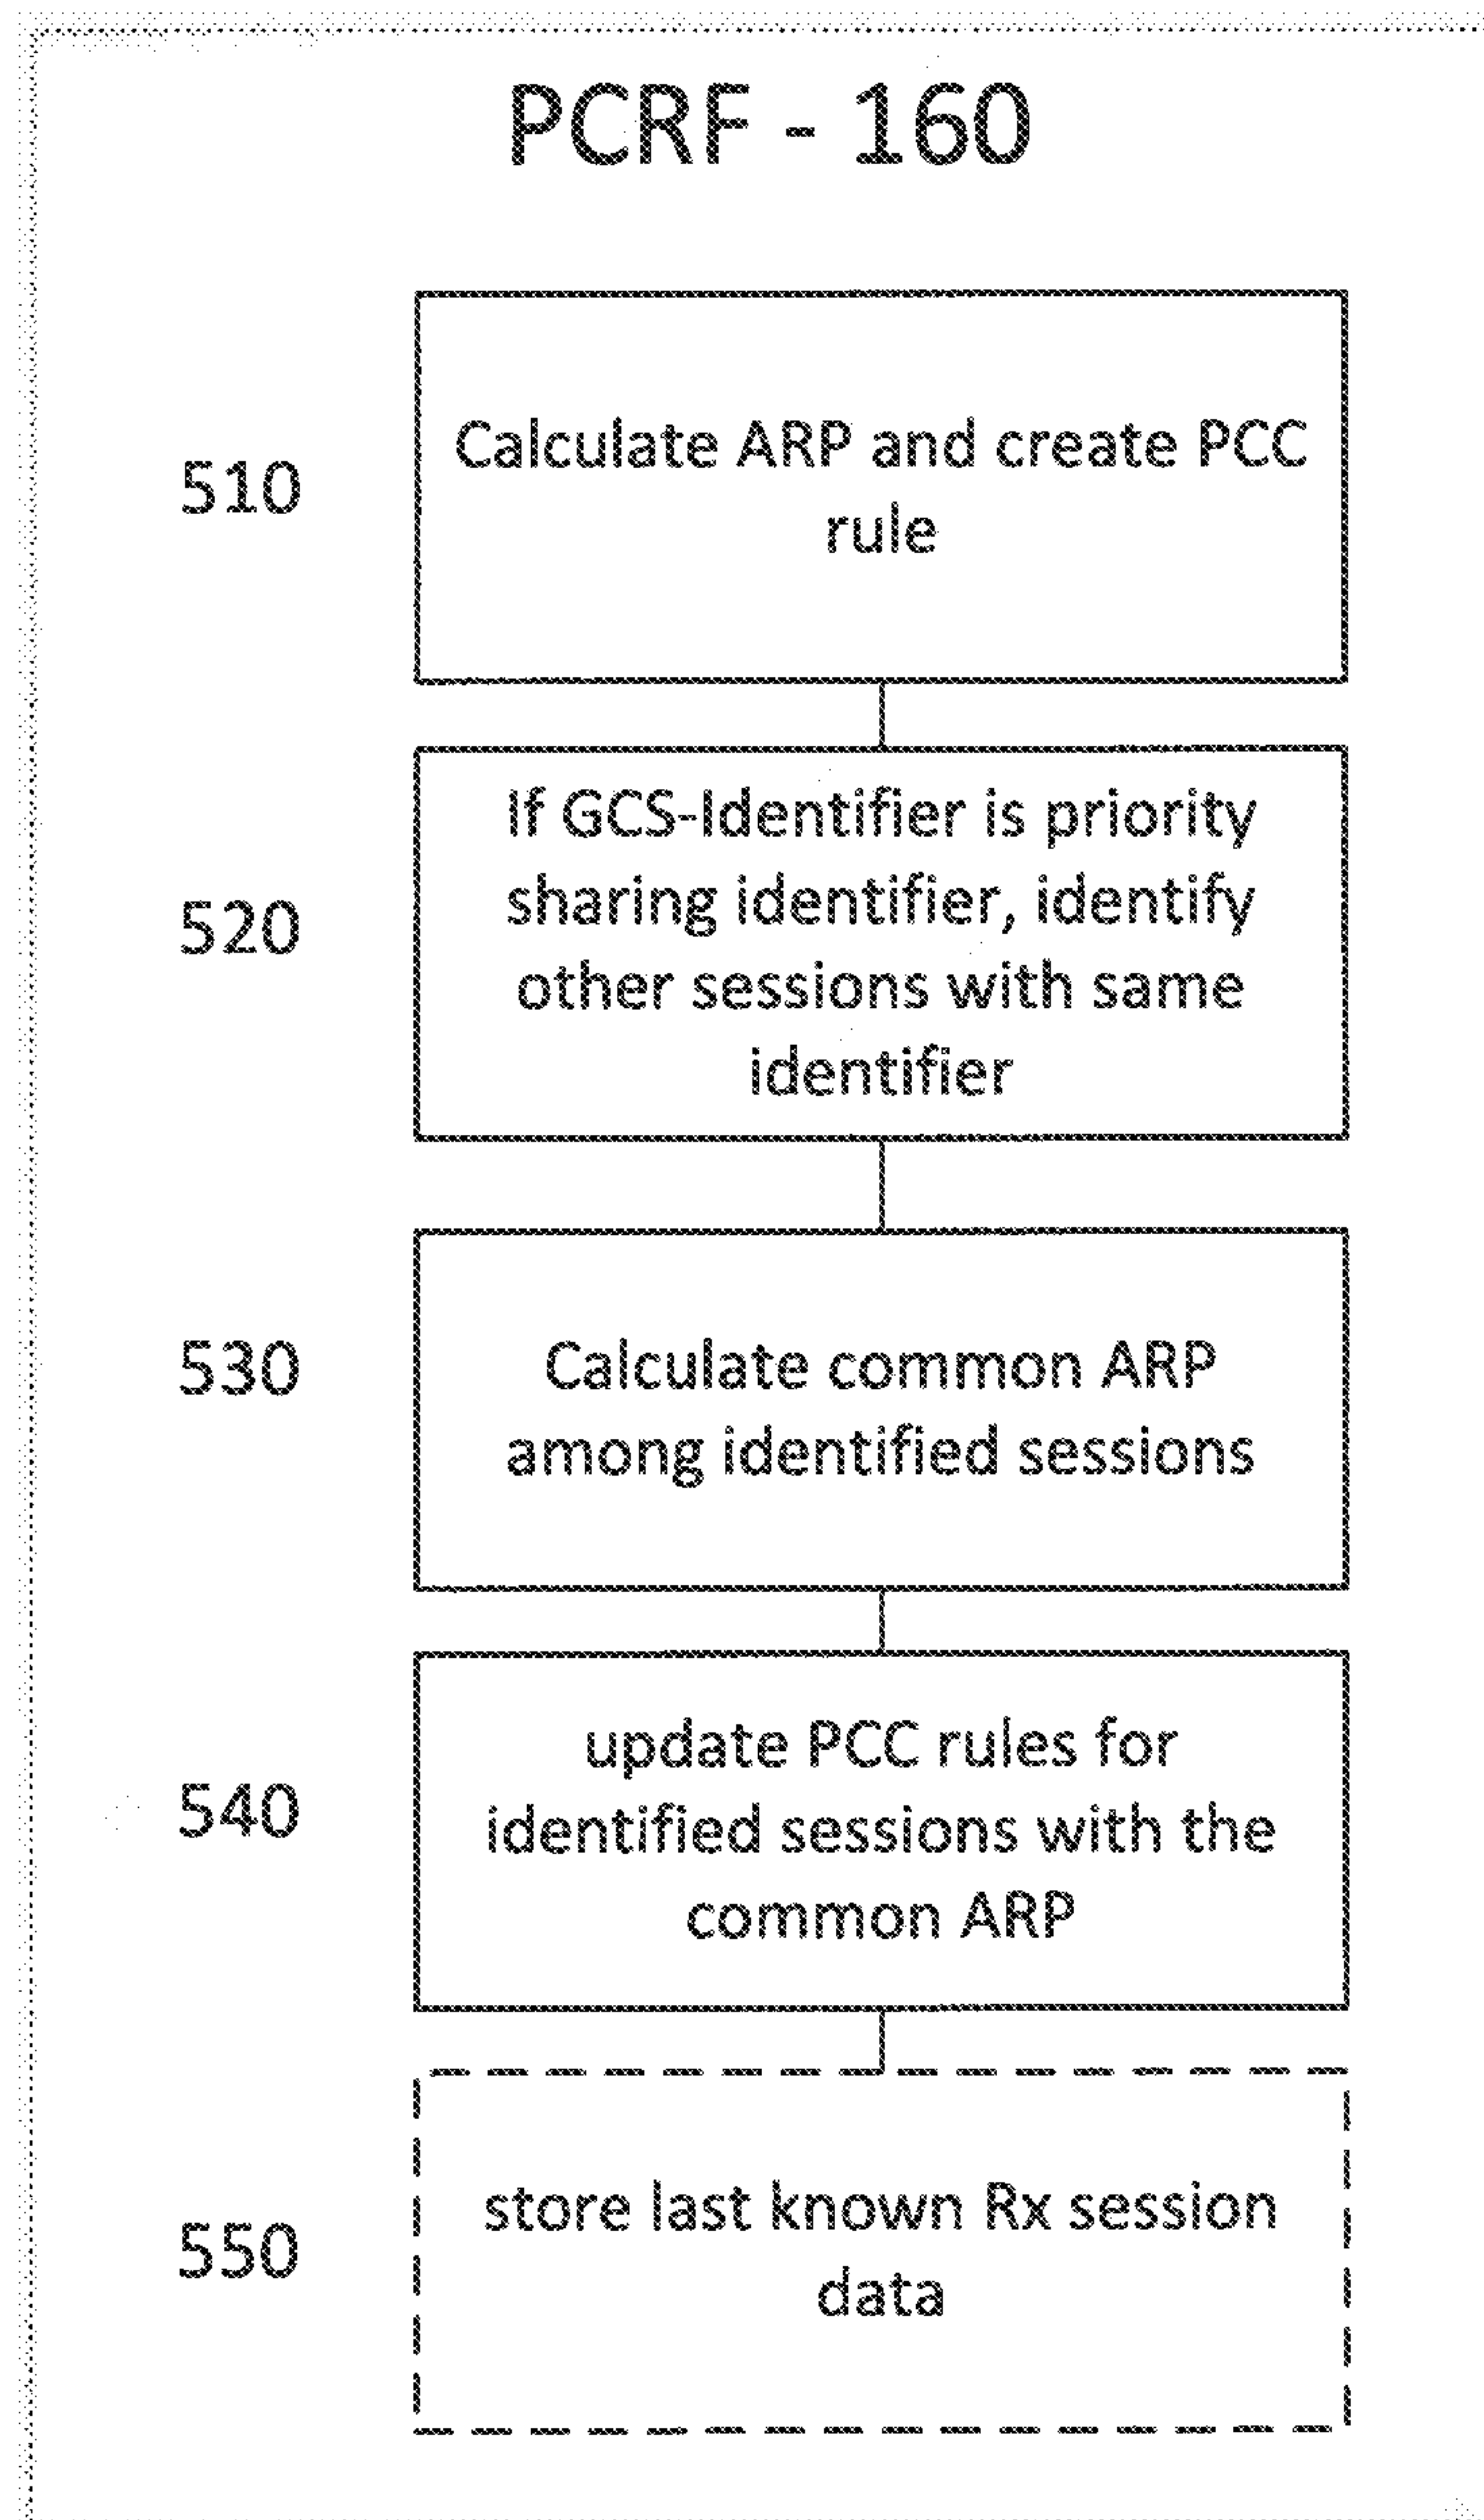 PCRF - 160
510
Calculate ARP and create PCC
rule
520
If GCS-Identifier is priority
sharing identifier, identify
other sessions with same
identifier
530
Calculate common ARP
among identified sessions
540
update PCC rules for
identified sessions with the
common ARP
550
store last known Rx session
data